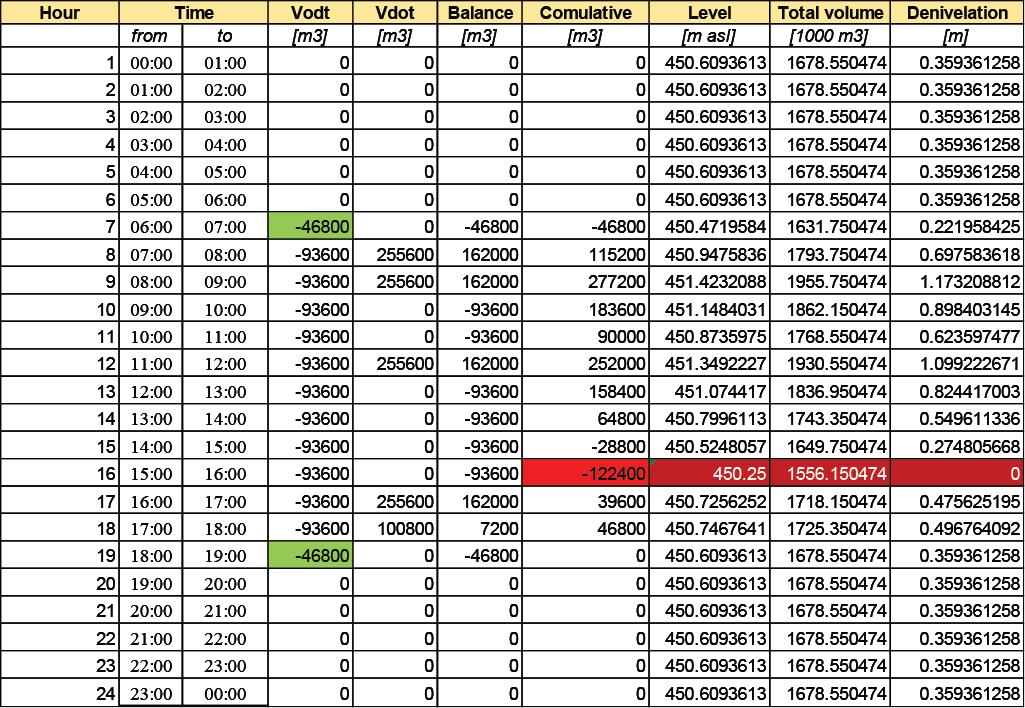 Hour Time Vodt Vdot Balance Comulative Level Total volume Denivelation
from to [m3] [m3] [m3] [m3] [m asl] [1000 m3] [m]
1 00:00 01:00 0 0 0 0 450.6093613 1678.550474 0.359361258
2 01:00 02:00 0 0 0 0 450.6093613 1678.550474 0.359361258
3 02:00 03:00 0 0 0 0 450.6093613 1678.550474 0.359361258
4 03:00 04:00 0 0 0 0 450.6093613 1678.550474 0.359361258
5 04:00 05:00 0 0 0 0 450.6093613 1678.550474 0.359361258
6 05:00 06:00 0 0 0 0 450.6093613 1678.550474 0.359361258
7 06:00 07:00 -46800 0 -46800 -46800 450.4719584 1631.750474 0.221958425
8 07:00 08:00 -93600 255600 162000 115200 450.9475836 1793.750474 0.697583618
9 08:00 09:00 -93600 255600 162000 277200 451.4232088 1955.750474 1.173208812
10 09:00 10:00 -93600 0 -93600 183600 451.1484031 1862.150474 0.898403145
11 10:00 11:00 -93600 0 -93600 90000 450.8735975 1768.550474 0.623597477
12 11:00 12:00 -93600 255600 162000 252000 451.3492227 1930.550474 1.099222671
13 12:00 13:00 -93600 0 -93600 158400 451.074417 1836.950474 0.824417003
14 13:00 14:00 -93600 0 -93600 64800 450.7996113 1743.350474 0.549611336
15 14:00 15:00 -93600 0 -93600 -28800 450.5248057 1649.750474 0.274805668
16 15:00 16:00 -93600 0 -93600 -122400 450.25 1556.150474 0
17 16:00 17:00 -93600 255600 162000 39600 450.7256252 1718.150474 0.475625195
18 17:00 18:00 -93600 100800 7200 46800 450.7467641 1725.350474 0.496764092
19 18:00 19:00 -46800 0 -46800 0 450.6093613 1678.550474 0.359361258
20 19:00 20:00 0 0 0 0 450.6093613 1678.550474 0.359361258
21 20:00 21:00 0 0 0 0 450.6093613 1678.550474 0.359361258
22 21:00 22:00 0 0 0 0 450.6093613 1678.550474 0.359361258
23 22:00 23:00 0 0 0 0 450.6093613 1678.550474 0.359361258
24 23:00 00:00 0 0 0 0 450.6093613 1678.550474 0.359361258